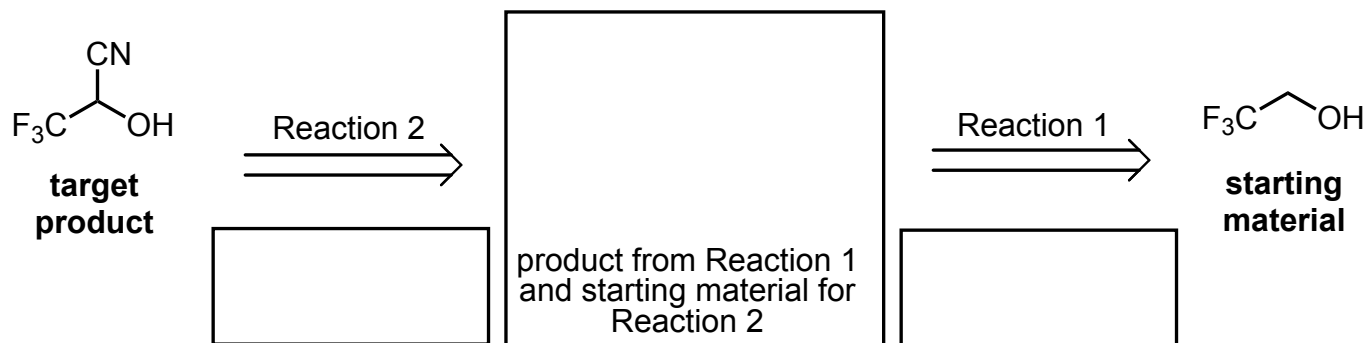 CN
F₃C
OH
target
product
Reaction 2
product from Reaction 1
and starting material for
Reaction 2
Reaction 1
F₃C
OH
starting
material